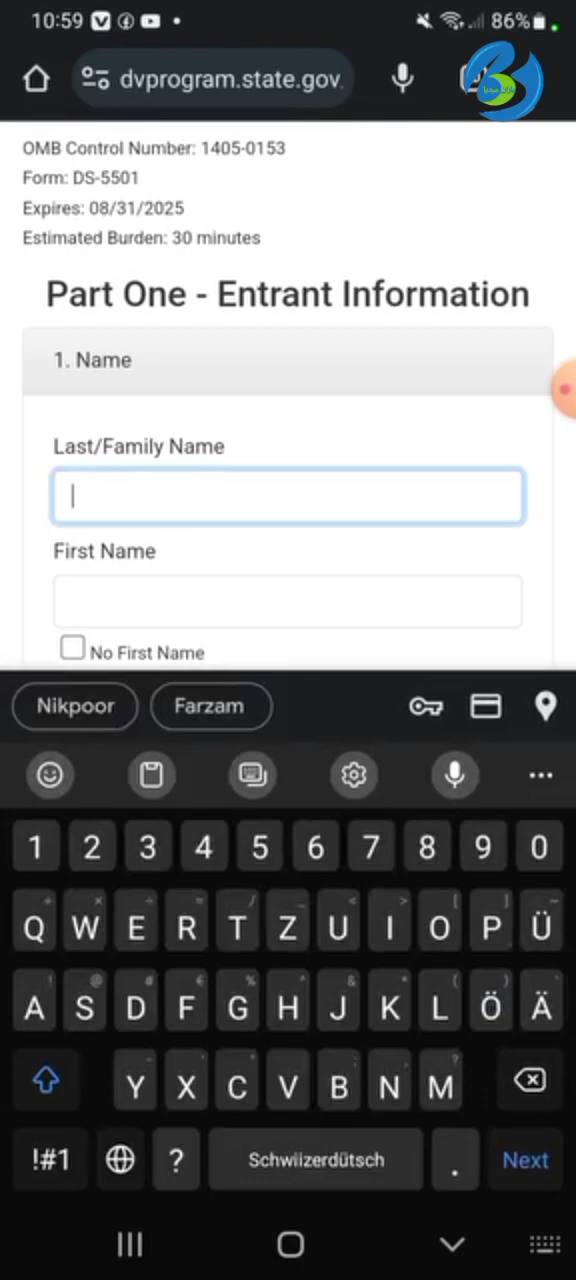 10:59
86%
dvprogram.state.gov
OMB Control Number: 1405-0153
Form: DS-5501
Expires: 08/31/2025
Estimated Burden: 30 minutes
Part One - Entrant Information
1. Name
Last/Family Name
First Name
No First Name
Nikpoor
Farzam
1 2 3 4 5 6 7 8 9 0
Q W E R T Z U I O P Ü
A S D F G H J K L Ö Ä
Y X C V B N M
!#1 ? Schwiizerdütsch . Next